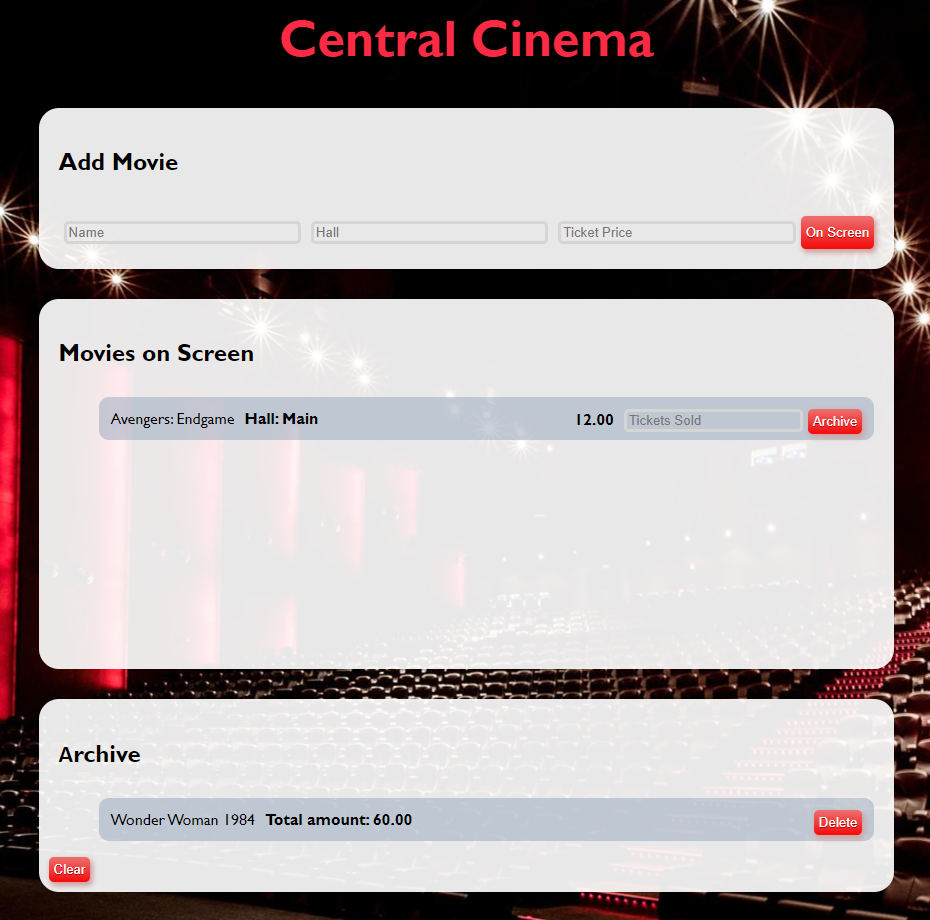 Central Cinema
Add Movie
Name Hall Ticket Price On Screen
Movies on Screen
Avengers: Endgame Hall: Main 12.00 Tickets Sold Archive
Archive
Wonder Woman 1984 Total amount: 60.00 Delete
Clear